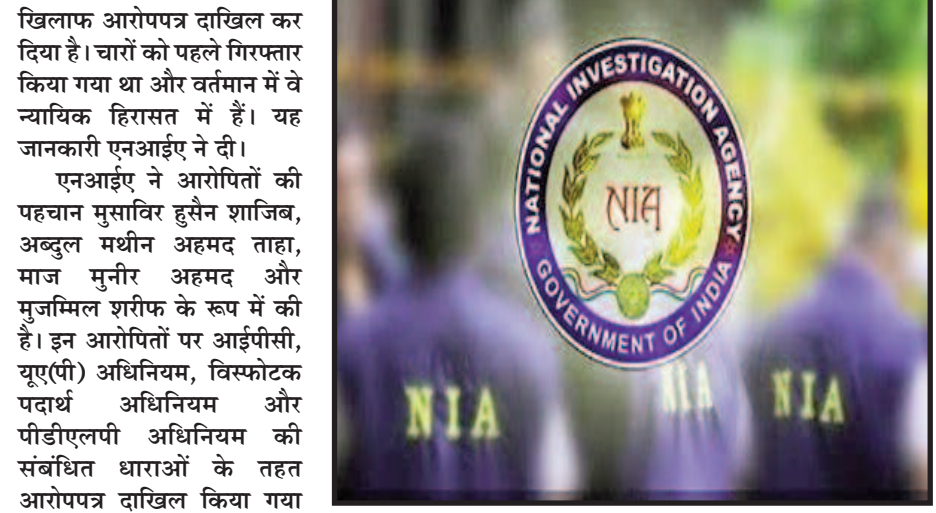 खिलाफ आरोपपत्र दाखिल कर
दिया है। चारों को पहले गिरफ्तार
किया गया था और वर्तमान में वे
न्यायिक हिरासत में हैं। यह
जानकारी एनआईए ने दी।
एनआईए ने आरोपितों की
पहचान मुसाविर हुसैन शाजिब,
अब्दुल मथीन अहमद ताहा,
माज मुनीर अहमद और
मुजम्मिल शरीफ के रूप में की
है। इन आरोपितों पर आईपीसी,
यूए(पी) अधिनियम, विस्फोटक
पदार्थ अधिनियम और
पीडीएलपी अधिनियम की
संबंधित धाराओं के तहत
आरोपपत्र दाखिल किया गया
NATIONAL INVESTIGATION AGENCY
NIA
GOVERNMENT OF INDIA
NIA
NIA
NIA